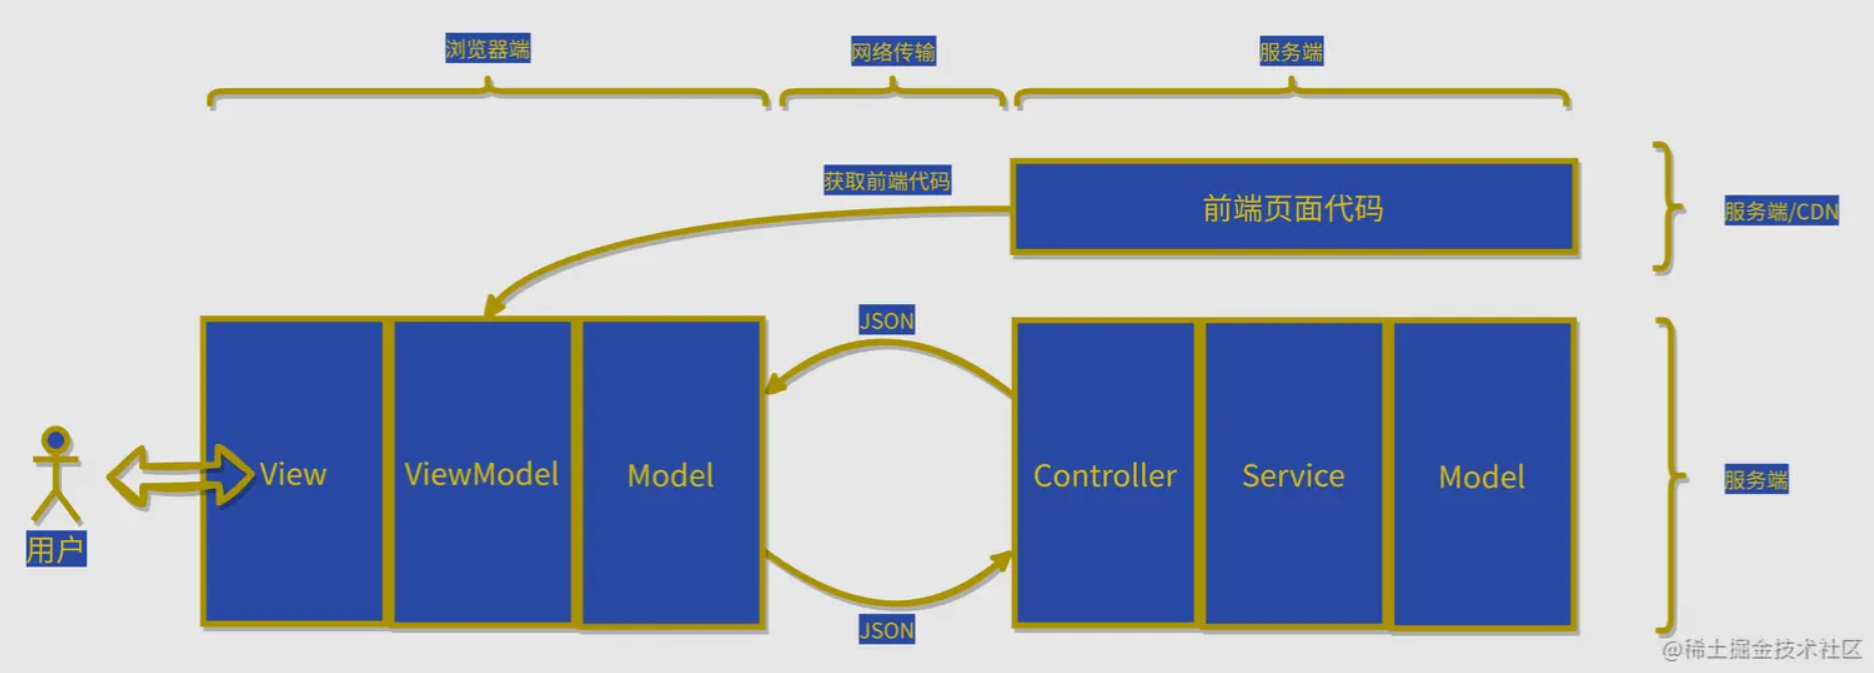 浏览器端
网络传输
服务端
获取前端代码
前端页面代码
服务端/CDN
JSON
View
ViewModel
Model
Controller
Service
Model
服务端
用户
JSON
@稀土掘金技术社区